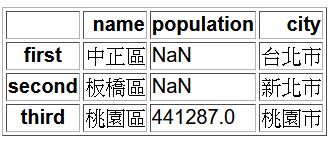 name population city
first 中正區 NaN 台北市
second 板橋區 NaN 新北市
third 桃園區 441287.0 桃園市